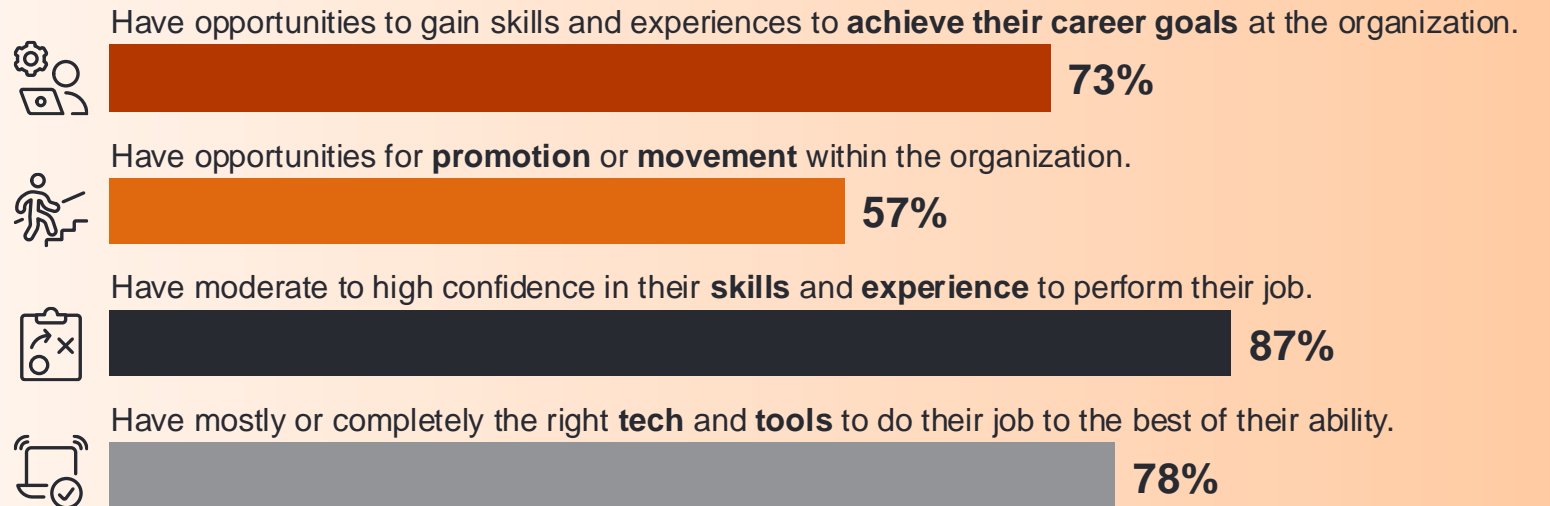 Have opportunities to gain skills and experiences to achieve their career goals at the organization.
73%
Have opportunities for promotion or movement within the organization.
57%
Have moderate to high confidence in their skills and experience to perform their job.
87%
Have mostly or completely the right tech and tools to do their job to the best of their ability.
78%